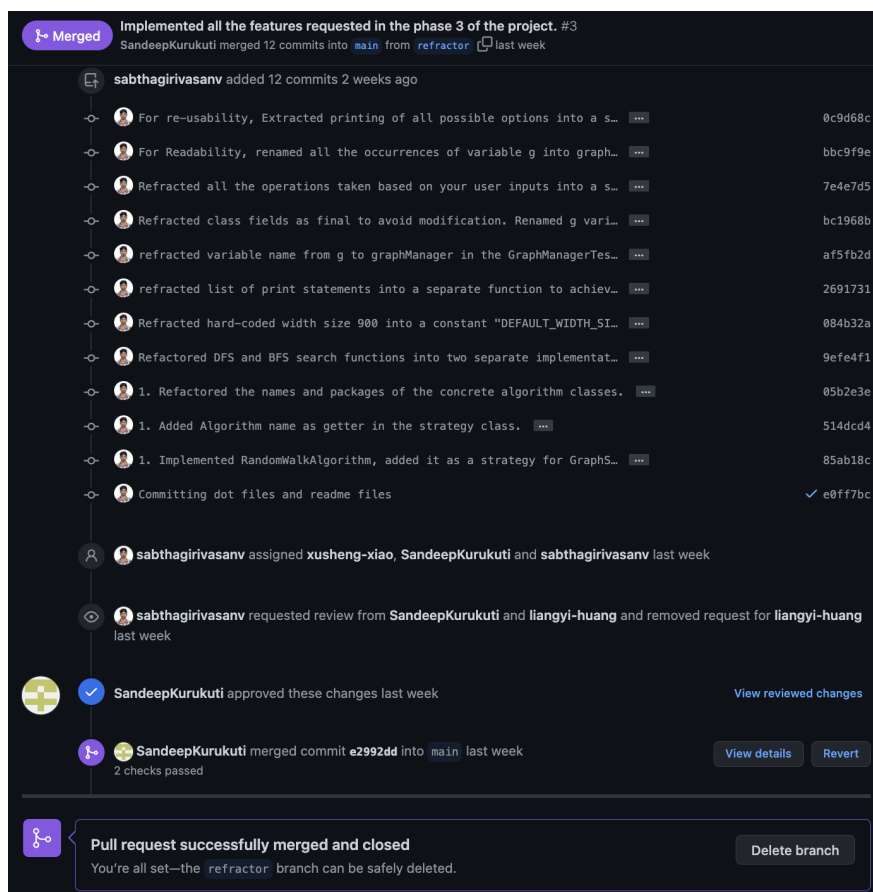 Merged
Implemented all the features requested in the phase 3 of the project. #3
SandeepKurukuti merged 12 commits into main from refractor last week
sabthagirivasanv added 12 commits 2 weeks ago
For re-usability, Extracted printing of all possible options into a s… ... 0c9d68c
For Readability, renamed all the occurrences of variable g into graph… ... bbc9f9e
Refracted all the operations taken based on your user inputs into a s… ... 7e4e7d5
Refracted class fields as final to avoid modification. Renamed g vari… ... bc1968b
refracted variable name from g to graphManager in the GraphManagerTes… ... af5fb2d
refracted list of print statements into a separate function to achiev… ... 2691731
Refracted hard-coded width size 900 into a constant "DEFAULT_WIDTH_SI… ... 084b32a
Refactored DFS and BFS search functions into two separate implementat… ... 9efe4f1
1. Refactored the names and packages of the concrete algorithm classes. ... 05b2e3e
1. Added Algorithm name as getter in the strategy class. ... 514dcd4
1. Implemented RandomWalkAlgorithm, added it as a strategy for GraphS… ... 85ab18c
Committing dot files and readme files e0ff7bc
sabthagirivasanv assigned xusheng-xiao, SandeepKurukuti and sabthagirivasanv last week
sabthagirivasanv requested review from SandeepKurukuti and liangyi-huang and removed request for liangyi-huang
last week
SandeepKurukuti approved these changes last week View reviewed changes
SandeepKurukuti merged commit e2992dd into main last week View details Revert
2 checks passed
Pull request successfully merged and closed
You're all set—the refractor branch can be safely deleted.
Delete branch